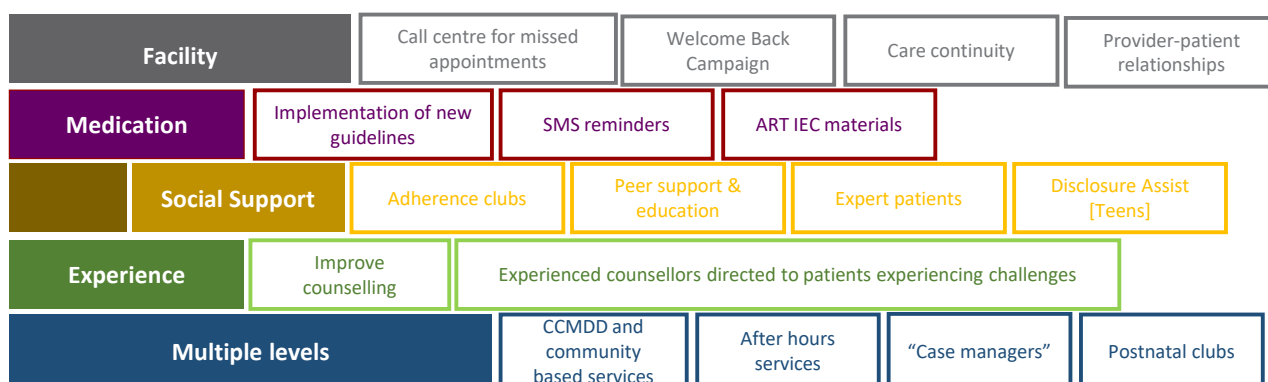 Facility
Call centre for missed
appointments
Welcome Back
Campaign
Care continuity
Provider-patient
relationships
Medication
Implementation of new
guidelines
SMS reminders
ART IEC materials
Social Support
Adherence clubs
Peer support &
education
Expert patients
Disclosure Assist
[Teens]
Experience
Improve
counselling
Experienced counsellors directed to patients experiencing challenges
Multiple levels
CCMDD and
community
based services
After hours
services
“Case managers”
Postnatal clubs